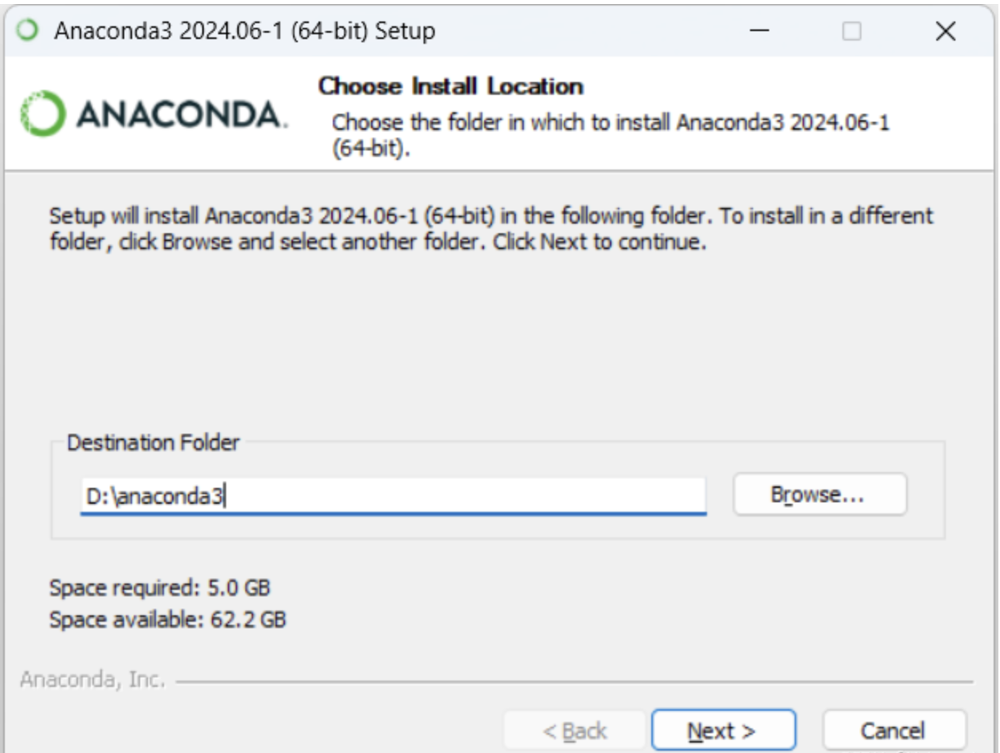 Anaconda3 2024.06-1 (64-bit) Setup
ANACONDA.
Choose Install Location
Choose the folder in which to install Anaconda3 2024.06-1
(64-bit).
Setup will install Anaconda3 2024.06-1 (64-bit) in the following folder. To install in a different
folder, click Browse and select another folder. Click Next to continue.
Destination Folder
D:\anaconda3
Browse...
Space required: 5.0 GB
Space available: 62.2 GB
Anaconda, Inc.
< Back
Next >
Cancel